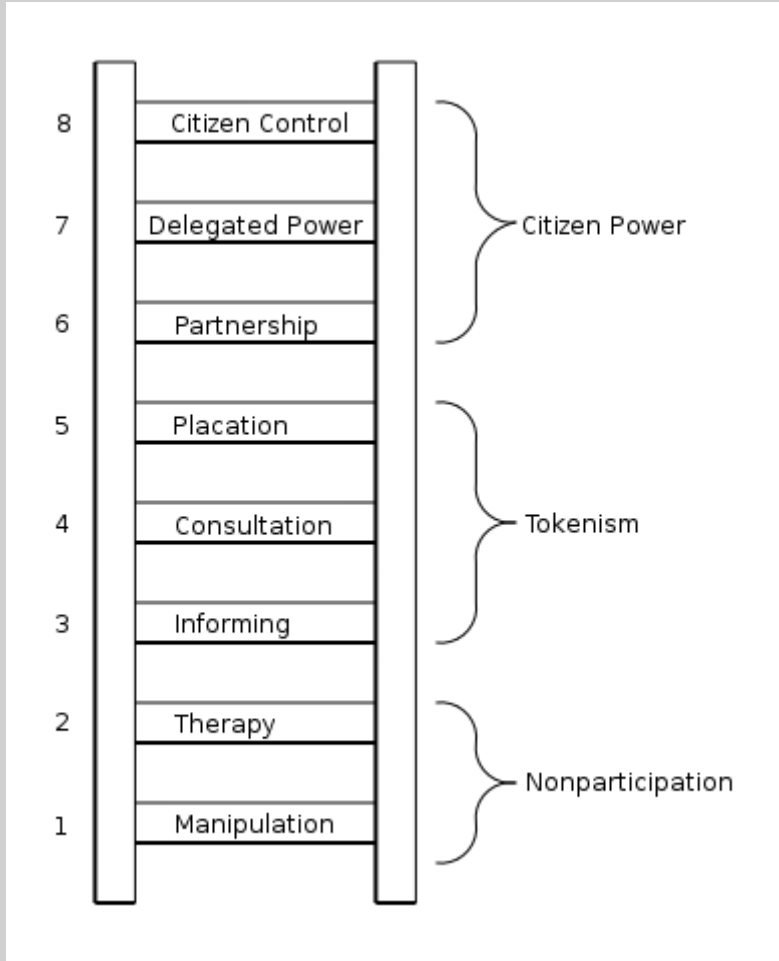 8 Citizen Control
7 Delegated Power Citizen Power
6 Partnership
5 Placation
4 Consultation Tokenism
3 Informing
2 Therapy
Nonparticipation
1 Manipulation